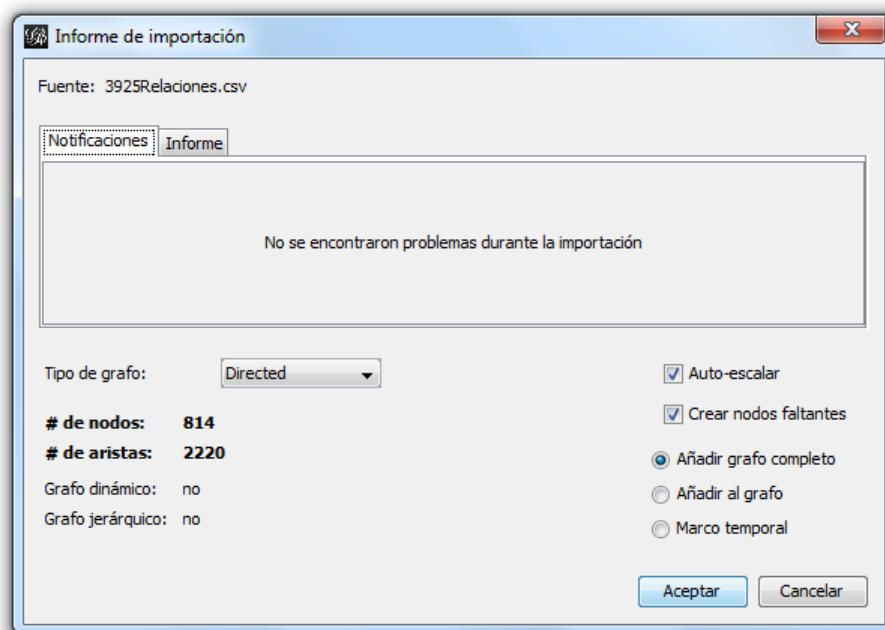 Informe de importación
Fuente: 3925Relaciones.csv
Notificaciones
Informe
No se encontraron problemas durante la importación
Tipo de grafo: Directed
# de nodos: 814
# de aristas: 2220
Grafo dinámico: no
Grafo jerárquico: no
Auto-escalar
Crear nodos faltantes
Añadir grafo completo
Añadir al grafo
Marco temporal
Aceptar
Cancelar